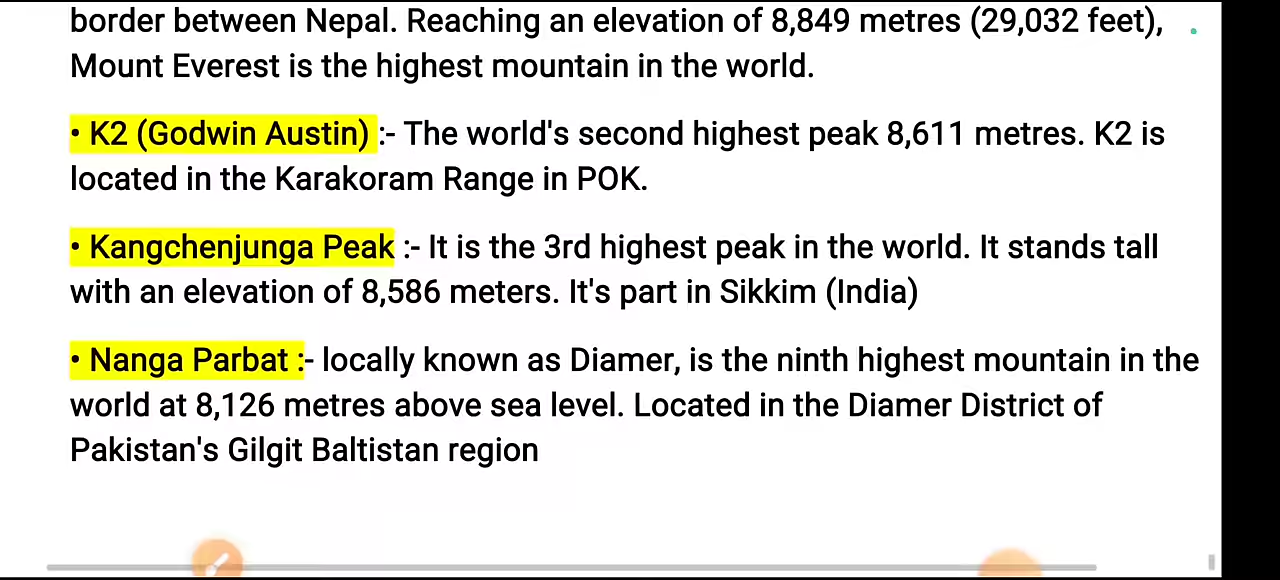 border between Nepal. Reaching an elevation of 8,849 metres (29,032 feet),
Mount Everest is the highest mountain in the world.
• K2 (Godwin Austin) :- The world's second highest peak 8,611 metres. K2 is
located in the Karakoram Range in POK.
• Kangchenjunga Peak :- It is the 3rd highest peak in the world. It stands tall
with an elevation of 8,586 meters. It's part in Sikkim (India)
• Nanga Parbat :- locally known as Diamer, is the ninth highest mountain in the
world at 8,126 metres above sea level. Located in the Diamer District of
Pakistan's Gilgit Baltistan region